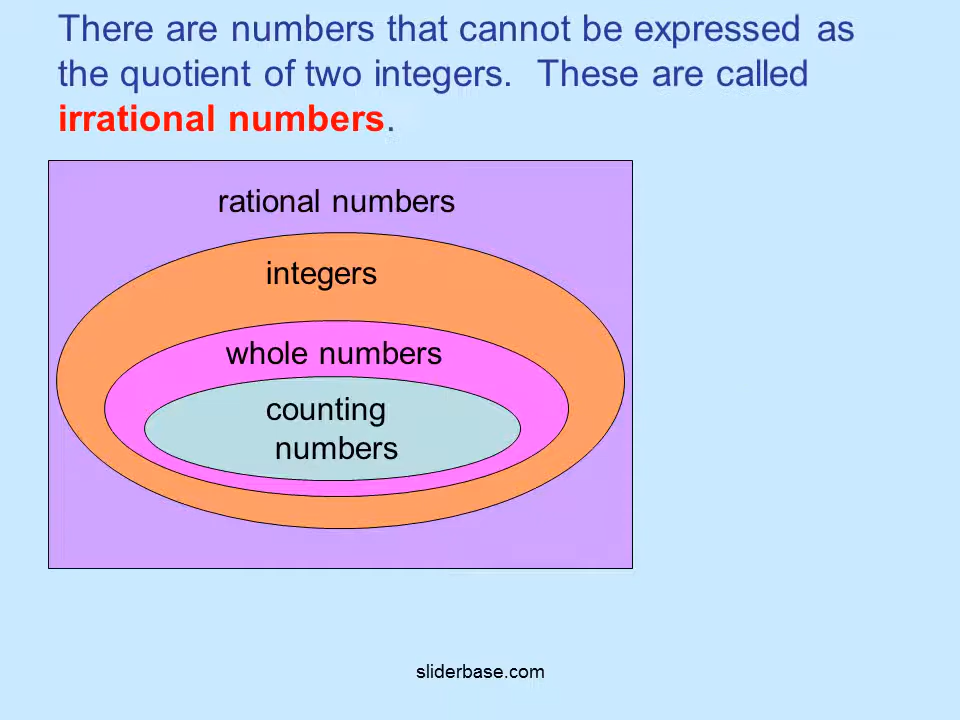 There are numbers that cannot be expressed as
the quotient of two integers. These are called
irrational numbers.
rational numbers
integers
whole numbers
counting
numbers
sliderbase.com